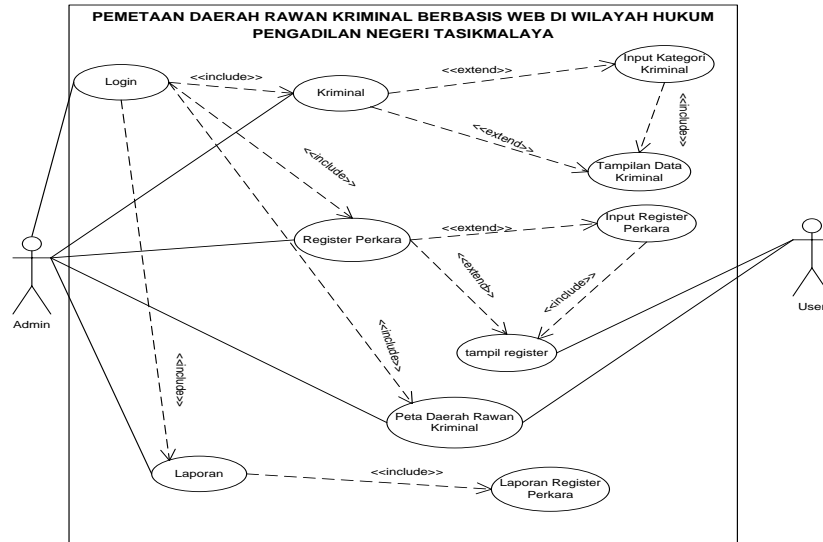 PEMETAAN DAERAH RAWAN KRIMINAL BERBASIS WEB DI WILAYAH HUKUM
PENGADILAN NEGERI TASIKMALAYA
Login
<<include>>
Kriminal
<<extend>>
Input Kategori
Kriminal
<<include>>
<<extend>>
Tampilan Data
Kriminal
<<include>>
Register Perkara
<<extend>>
Input Register
Perkara
<<extend>>
<<include>>
Admin
User
tampil register
<<include>>
<<include>>
Peta Daerah Rawan
Kriminal
Laporan
<<include>>
Laporan Register
Perkara